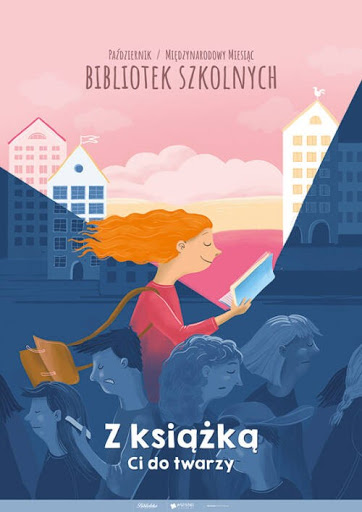 Październik / Międzynarodowy Miesiąc
BIBLIOTEK SZKOLNYCH
Z książką
Ci do twarzy